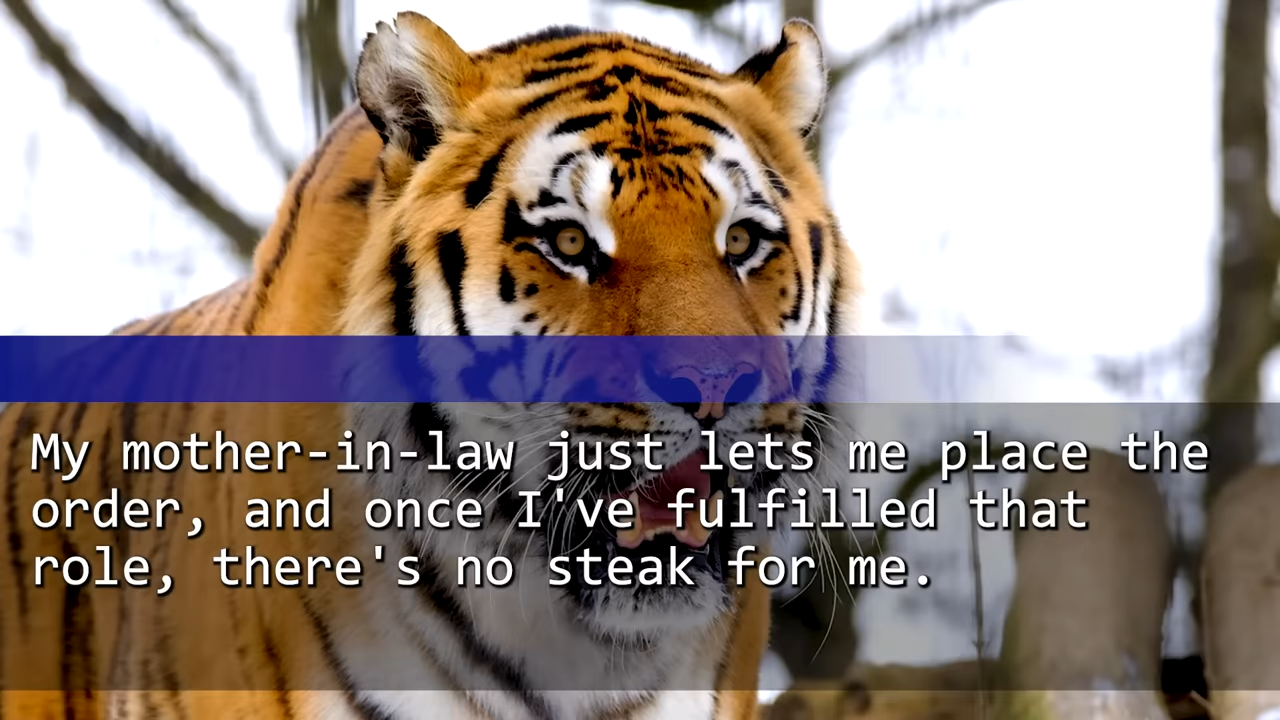 My mother-in-law just lets me place the
order, and once I've fulfilled that
role, there's no steak for me.